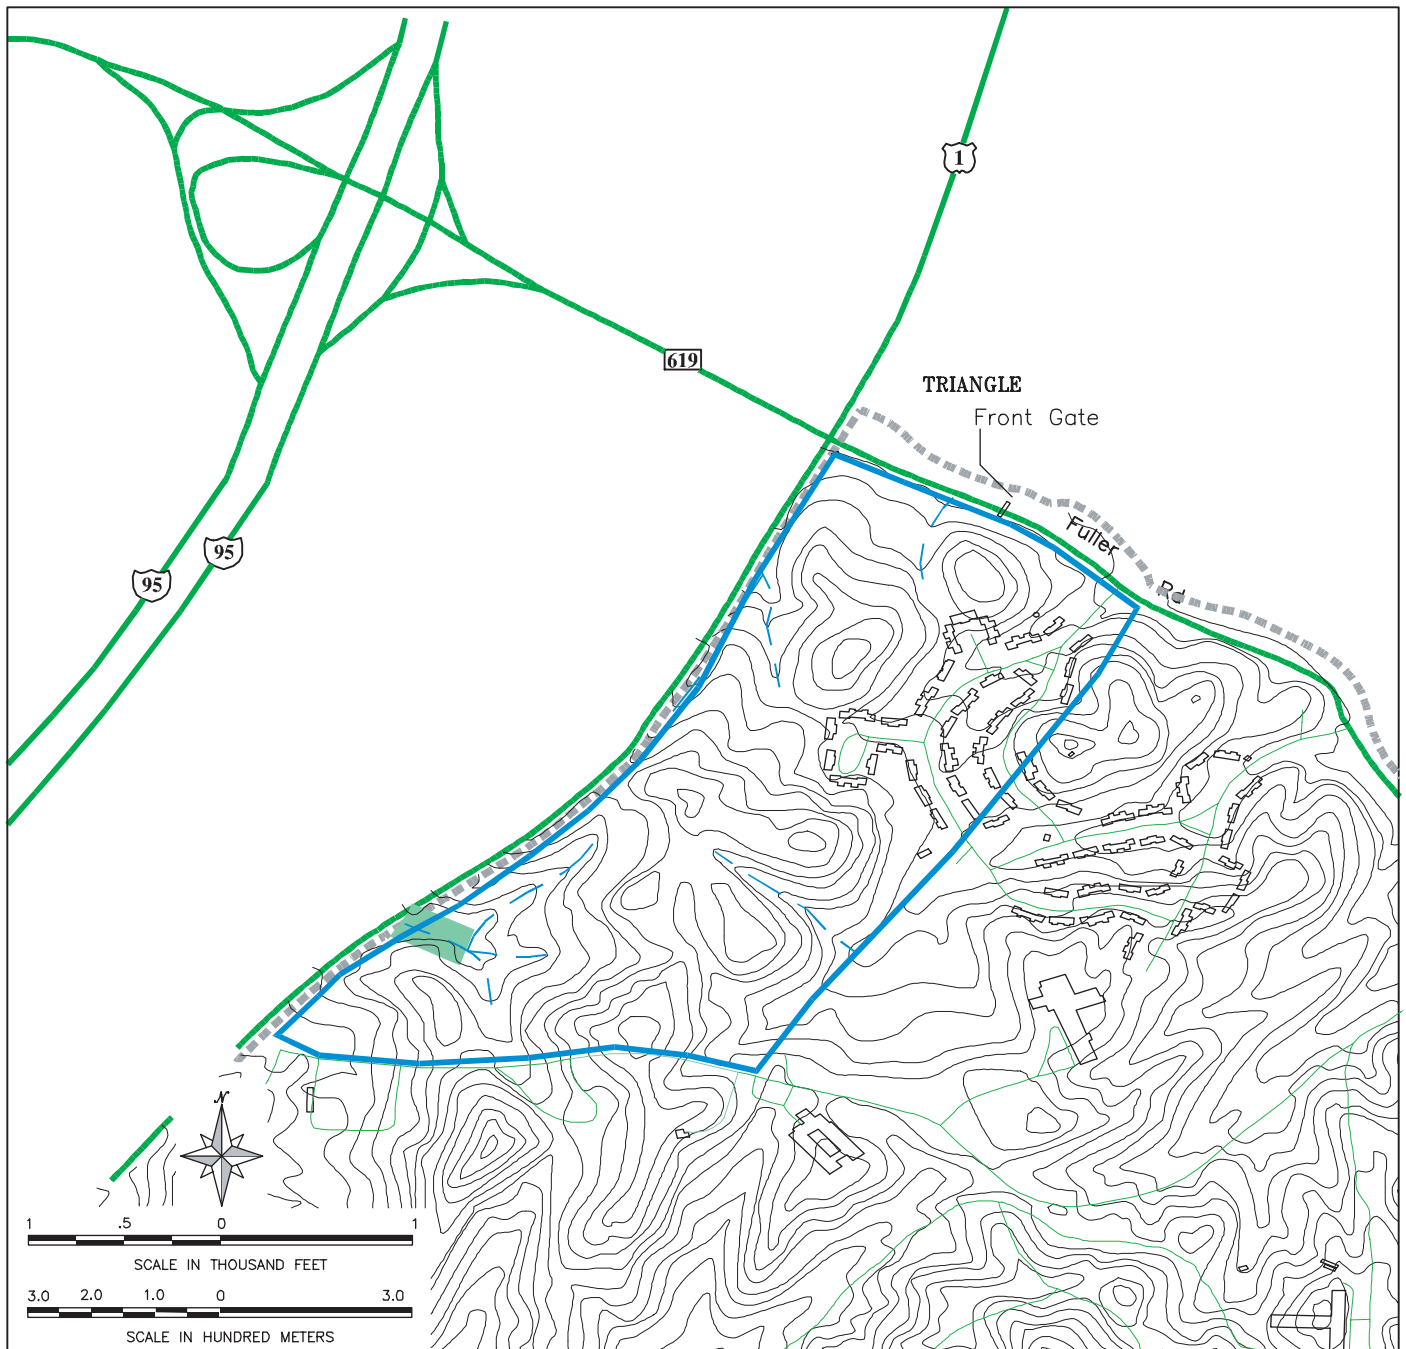 1
619
TRIANGLE
Front Gate
Fuller
Rd
95
95
N
1 .5 0 1
SCALE IN THOUSAND FEET
3.0 2.0 1.0 0 3.0
SCALE IN HUNDRED METERS